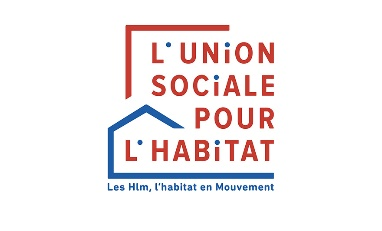 L'UNiON
SOCiALE
POUR
L'HABiTAT
Les Hlm, l'habitat en Mouvement